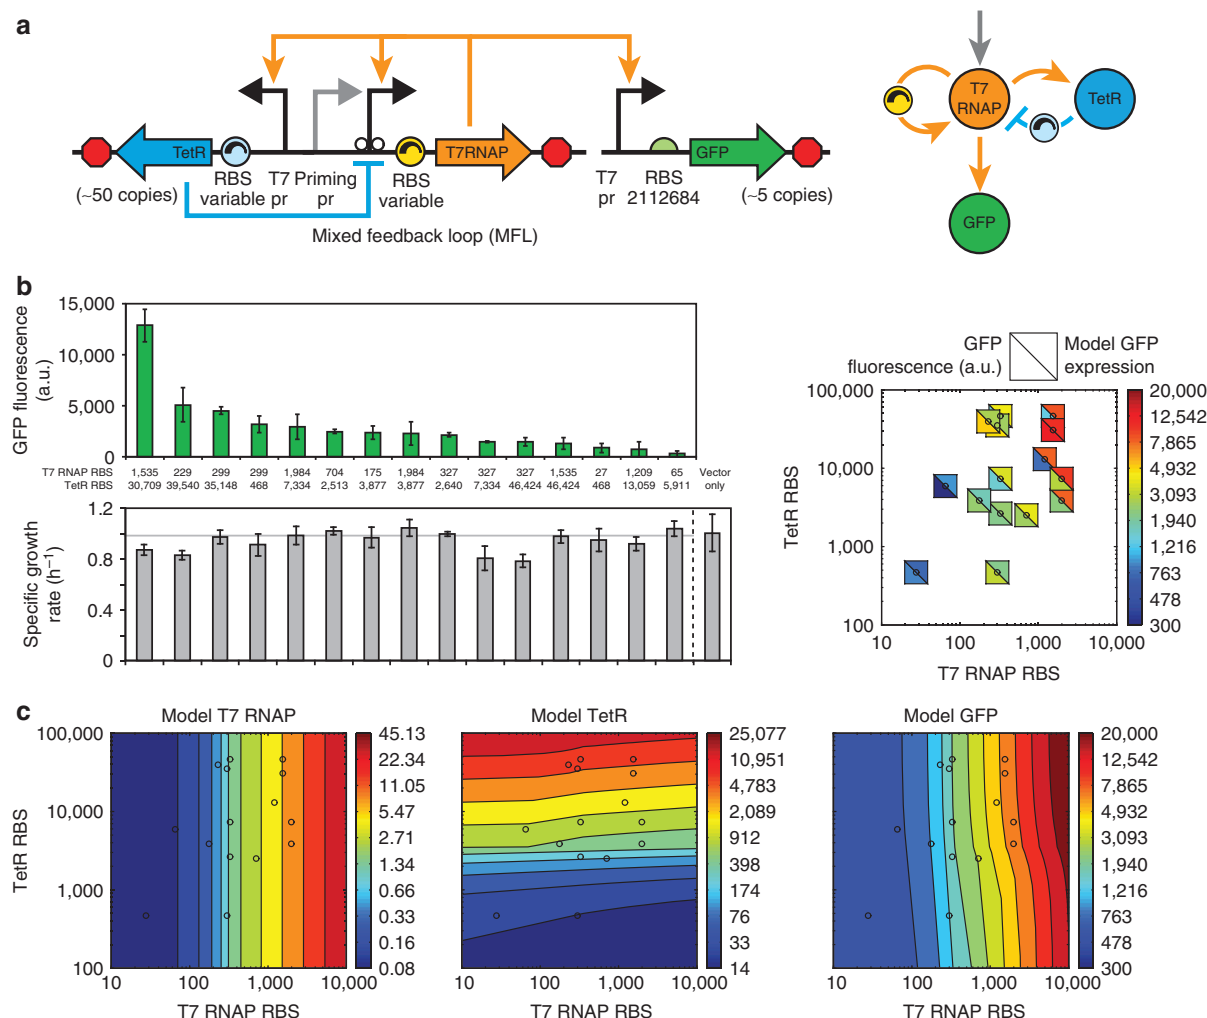 a
TetR
T7RNAP
GFP
(~50 copies)
RBS variable
T7 pr
Priming pr
RBS variable
T7 pr
RBS 2112684
(~5 copies)
Mixed feedback loop (MFL)
T7 RNAP
TetR
GFP
b
GFP fluorescence (a.u.)
15,000
10,000
5,000
0
T7 RNAP RBS 1,535 229 299 299 1,984 704 175 1,984 327 327 327 1,535 27 1,209 65 Vector
TetR RBS 30,709 39,540 35,148 468 7,334 2,513 3,877 3,877 2,640 7,334 46,424 46,424 468 13,059 5,911 only
Specific growth rate (h⁻¹)
1.2
0.8
0.4
0
GFP fluorescence (a.u.)
Model GFP expression
TetR RBS
100,000
10,000
1,000
100
10 100 1,000 10,000
T7 RNAP RBS
20,000
12,542
7,865
4,932
3,093
1,940
1,216
763
478
300
c
Model T7 RNAP
TetR RBS
100,000
10,000
1,000
100
10 100 1,000 10,000
T7 RNAP RBS
45.13
22.34
11.05
5.47
2.71
1.34
0.66
0.33
0.16
0.08
Model TetR
10 100 1,000 10,000
T7 RNAP RBS
25,077
10,951
4,783
2,089
912
398
174
76
33
14
Model GFP
10 100 1,000 10,000
T7 RNAP RBS
20,000
12,542
7,865
4,932
3,093
1,940
1,216
763
478
300